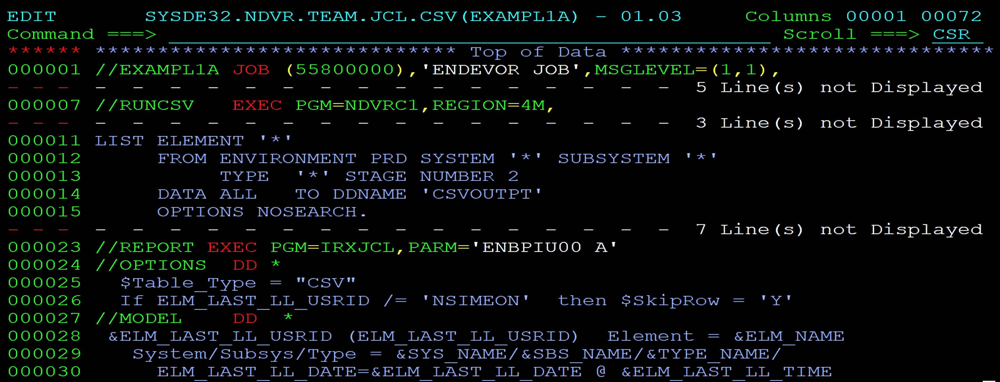 EDIT       SYSDE32.NDVR.TEAM.JCL.CSV(EXAMPL1A) - 01.03     Columns 00001 00072
Command ===>                                                  Scroll ===> CSR
****** ***************************** Top of Data ******************************
000001 //EXAMPL1A JOB (55800000),'ENDEVOR JOB',MSGLEVEL=(1,1),
- - -  -  -  -  -  -  -  -  -  -  -  -  -  -  -  -  -  5 Line(s) not Displayed
000007 //RUNCSV   EXEC PGM=NDVRC1,REGION=4M,
- - -  -  -  -  -  -  -  -  -  -  -  -  -  -  -  -  -  3 Line(s) not Displayed
000011 LIST ELEMENT '*'
000012      FROM ENVIRONMENT PRD SYSTEM '*' SUBSYSTEM '*'
000013           TYPE  '*' STAGE NUMBER 2
000014      DATA ALL   TO DDNAME 'CSVOUTPT'
000015      OPTIONS NOSEARCH.
- - -  -  -  -  -  -  -  -  -  -  -  -  -  -  -  -  -  7 Line(s) not Displayed
000023 //REPORT EXEC PGM=IRXJCL,PARM='ENBPIU00 A'
000024 //OPTIONS  DD *
000025   $Table_Type = "CSV"
000026   If ELM_LAST_LL_USRID /= 'NSIMEON'  then $SkipRow = 'Y'
000027 //MODEL    DD  *
000028  &ELM_LAST_LL_USRID (ELM_LAST_LL_USRID)  Element = &ELM_NAME
000029    System/Subsys/Type = &SYS_NAME/&SBS_NAME/&TYPE_NAME/
000030      ELM_LAST_LL_DATE=&ELM_LAST_LL_DATE @ &ELM_LAST_LL_TIME